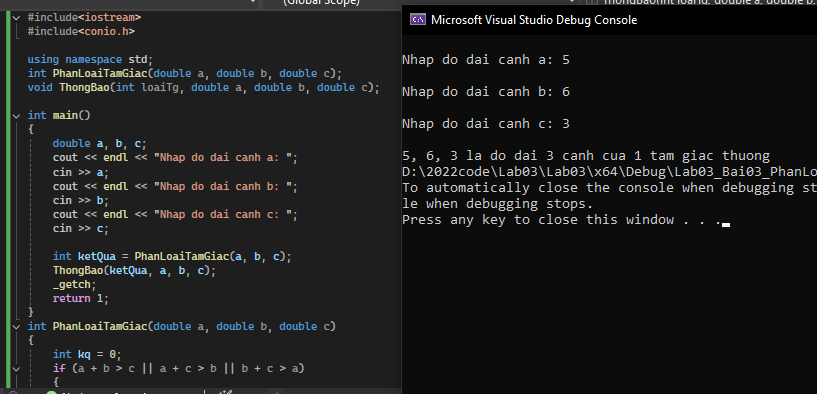 (Global Scope)
#include<iostream>
#include<conio.h>
using namespace std;
int PhanLoaiTamGiac(double a, double b, double c);
void ThongBao(int loaiTg, double a, double b, double c);
int main()
{
double a, b, c;
cout << endl << "Nhap do dai canh a: ";
cin >> a;
cout << endl << "Nhap do dai canh b: ";
cin >> b;
cout << endl << "Nhap do dai canh c: ";
cin >> c;
int ketQua = PhanLoaiTamGiac(a, b, c);
ThongBao(ketQua, a, b, c);
_getch;
return 1;
}
int PhanLoaiTamGiac(double a, double b, double c)
{
int kq = 0;
if (a + b > c || a + c > b || b + c > a)
{
Microsoft Visual Studio Debug Console
Nhap do dai canh a: 5
Nhap do dai canh b: 6
Nhap do dai canh c: 3
5, 6, 3 la do dai 3 canh cua 1 tam giac thuong
D:\2022code\Lab03\Lab03\x64\Debug\Lab03_Bai03_PhanLo
To automatically close the console when debugging st
le when debugging stops.
Press any key to close this window . . .